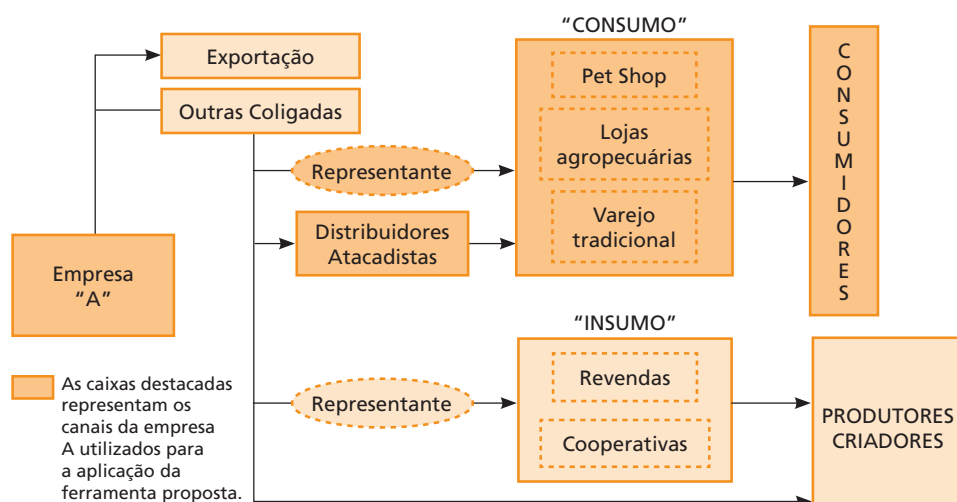 "CONSUMO"
Exportação
Pet Shop
Outras Coligadas
Lojas
agropecuárias
Representante
Varejo
tradicional
Distribuidores
Atacadistas
CONSUMIDORES
Empresa
"A"
"INSUMO"
As caixas destacadas
representam os
canais da empresa
A utilizados para
a aplicação da
ferramenta proposta.
Representante
Revendas
Cooperativas
PRODUTORES
CRIADORES